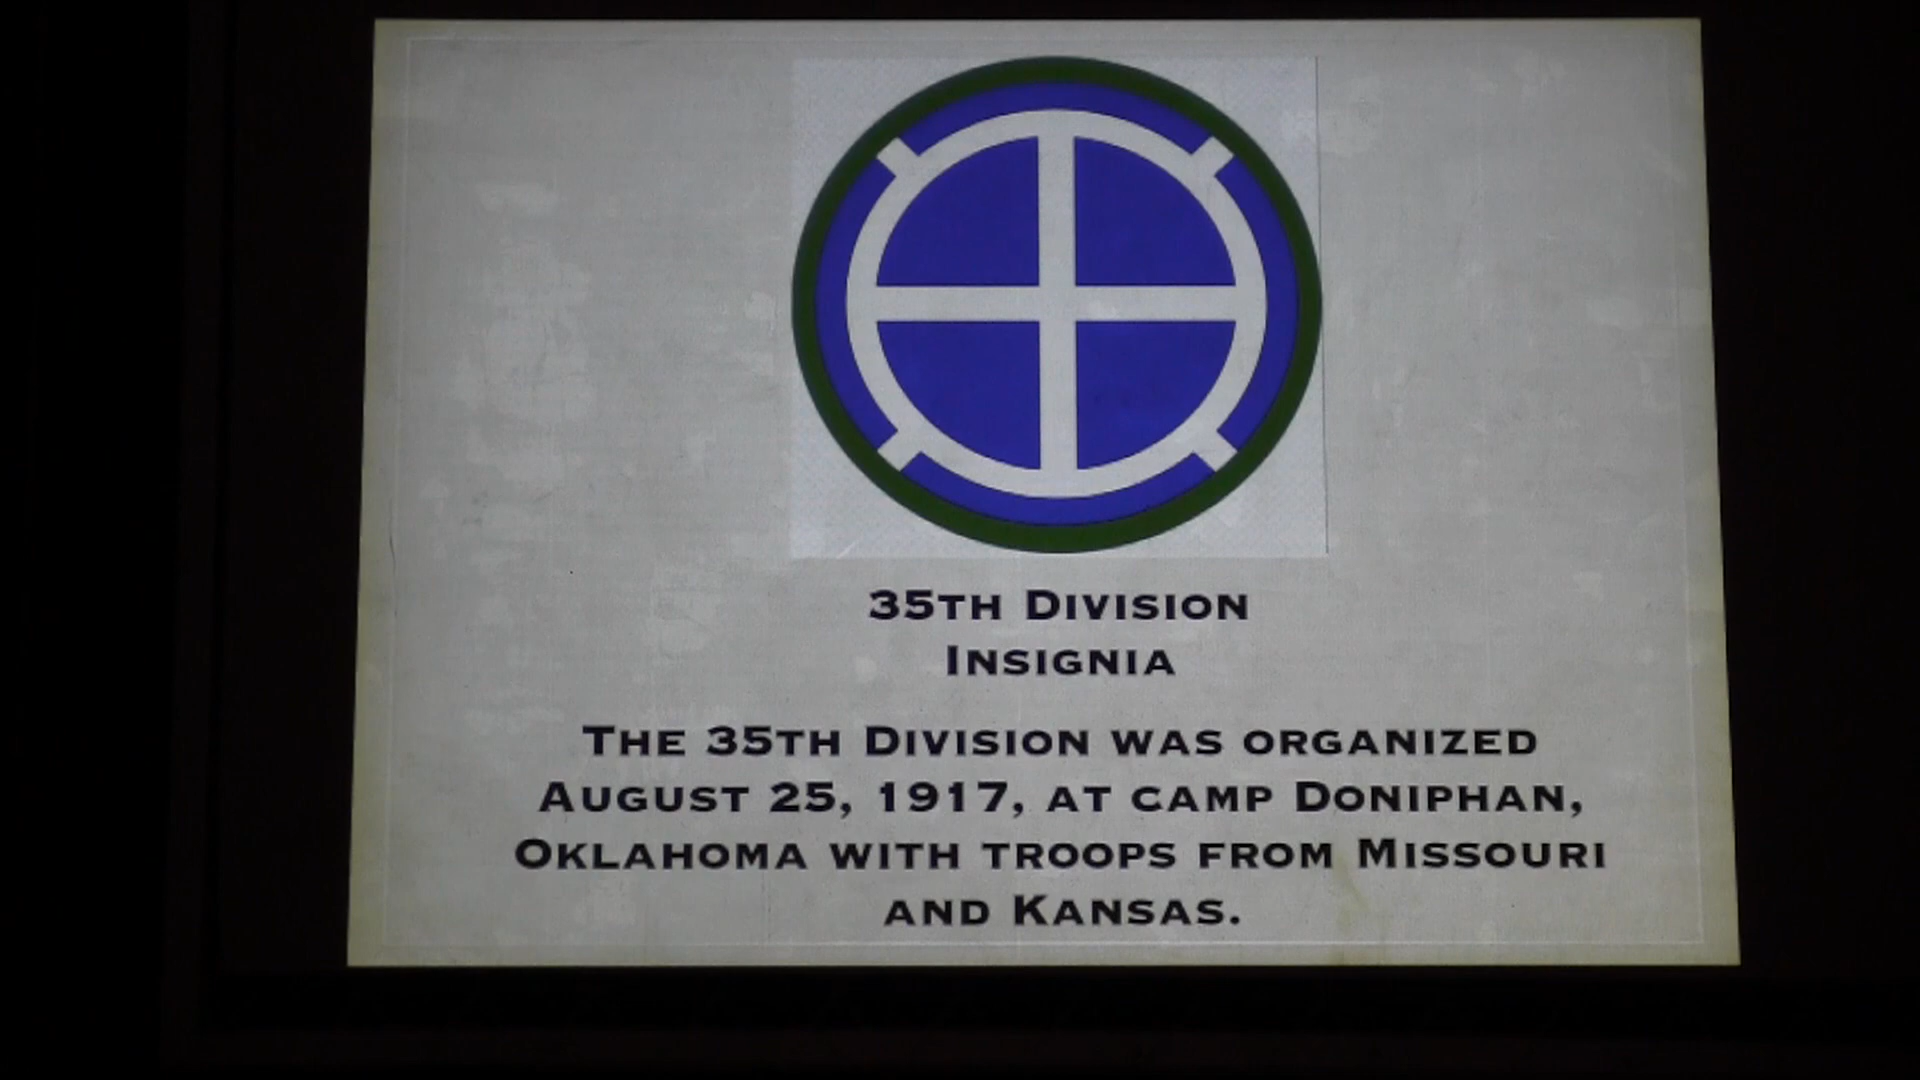 35th Division
Insignia
The 35th Division was organized
August 25, 1917, at camp Doniphan,
Oklahoma with troops from Missouri
and Kansas.